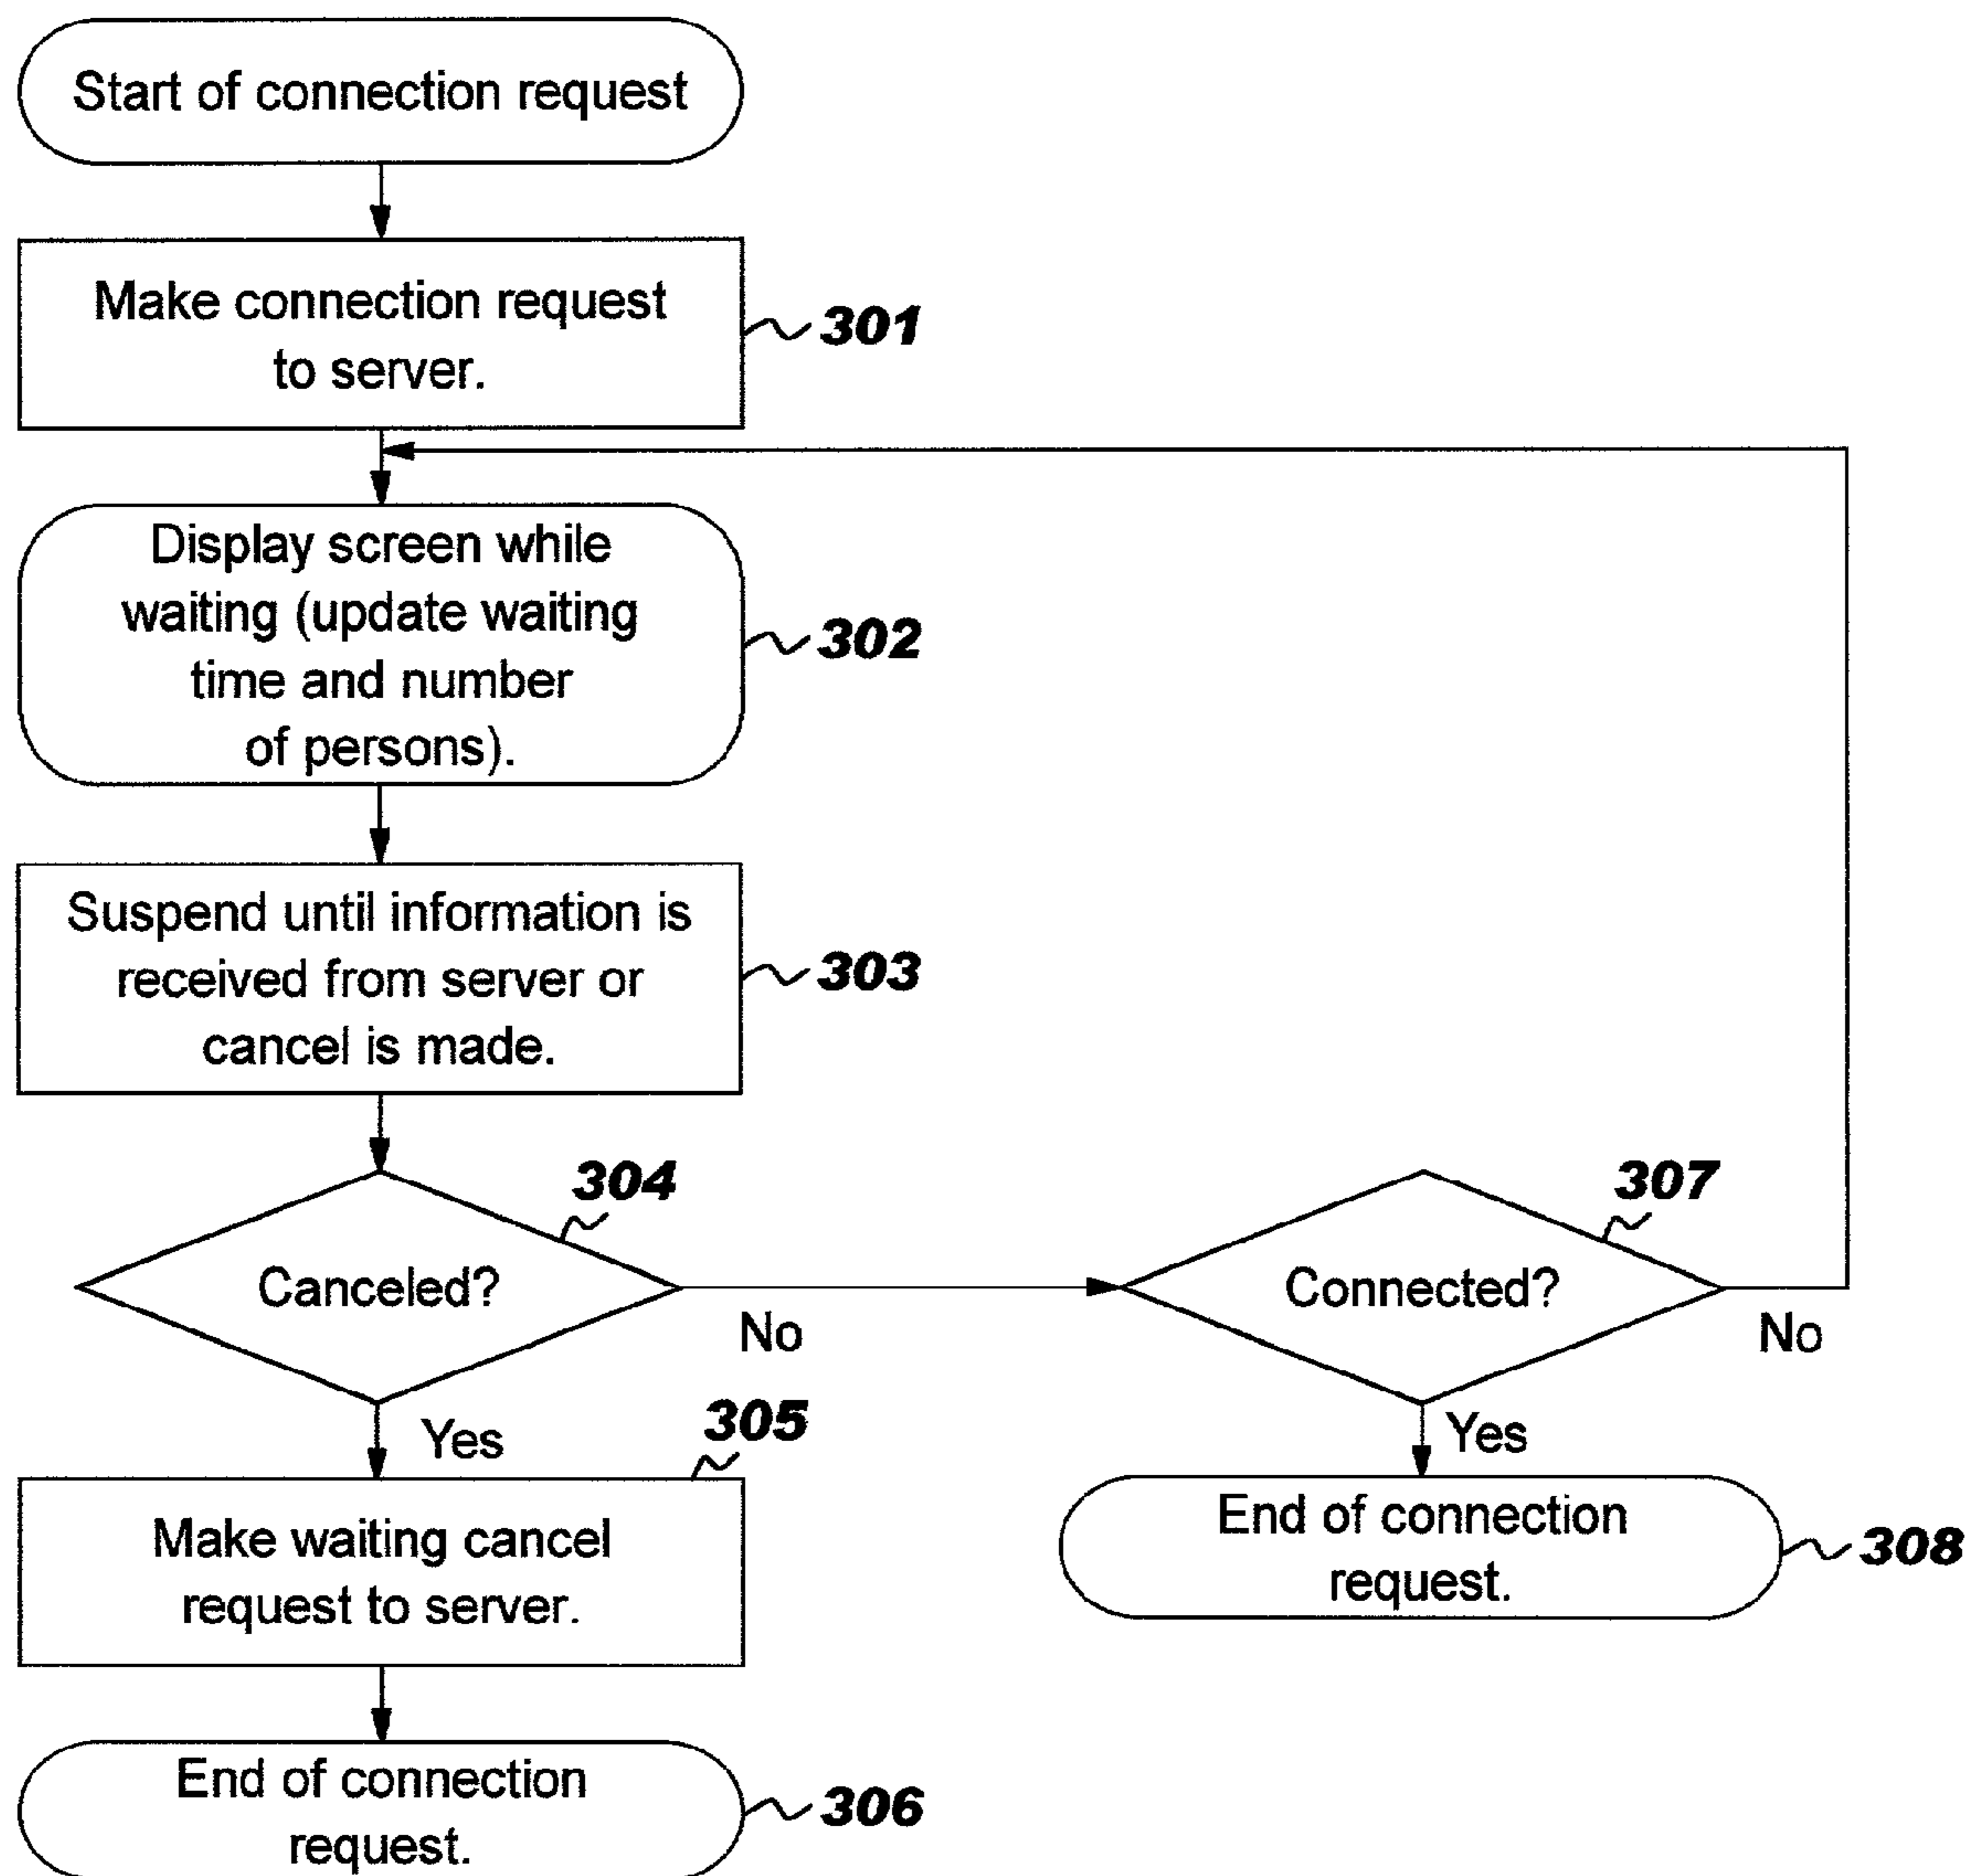 Start of connection request
Make connection request
to server.
301
Display screen while
waiting (update waiting
time and number
of persons).
302
Suspend until information is
received from server or
cancel is made.
303
304
Canceled?
No
Yes
307
Connected?
No
Yes
305
Make waiting cancel
request to server.
End of connection
request.
308
End of connection
request.
306